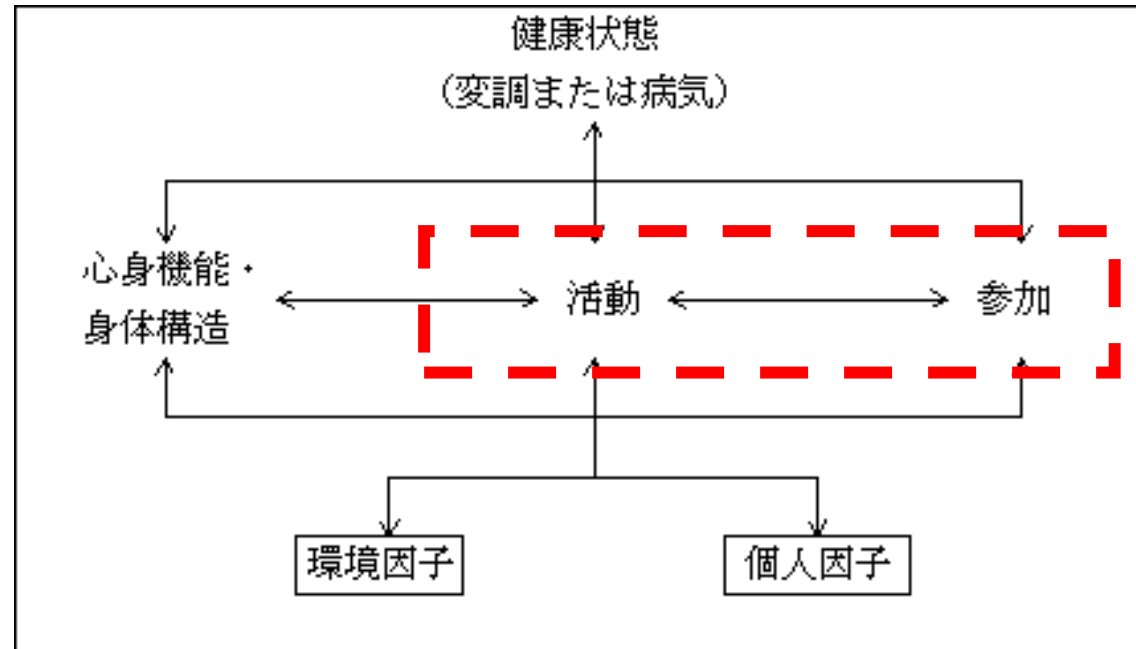 健康状態
(変調または病気)
心身機能・
身体構造
活動
参加
環境因子
個人因子